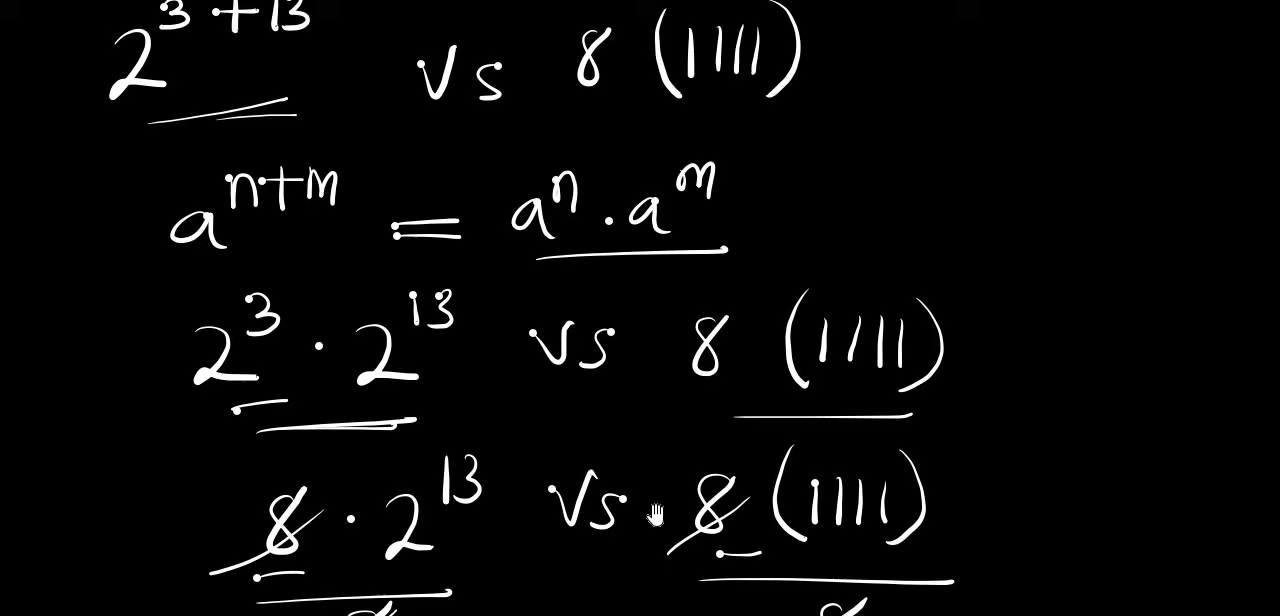 2^{3+13} vs 8 (1111)
a^{n+m} = a^n . a^m
2^3 . 2^{13} vs 8 (1111)
8 . 2^{13} vs 8 (1111)